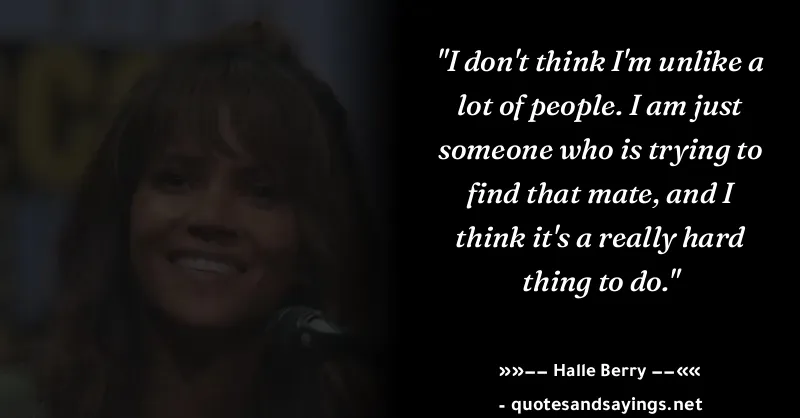 "I don't think I'm unlike a
lot of people. I am just
someone who is trying to
find that mate, and I
think it's a really hard
thing to do."
»»−− Halle Berry −−««
- quotesandsayings.net